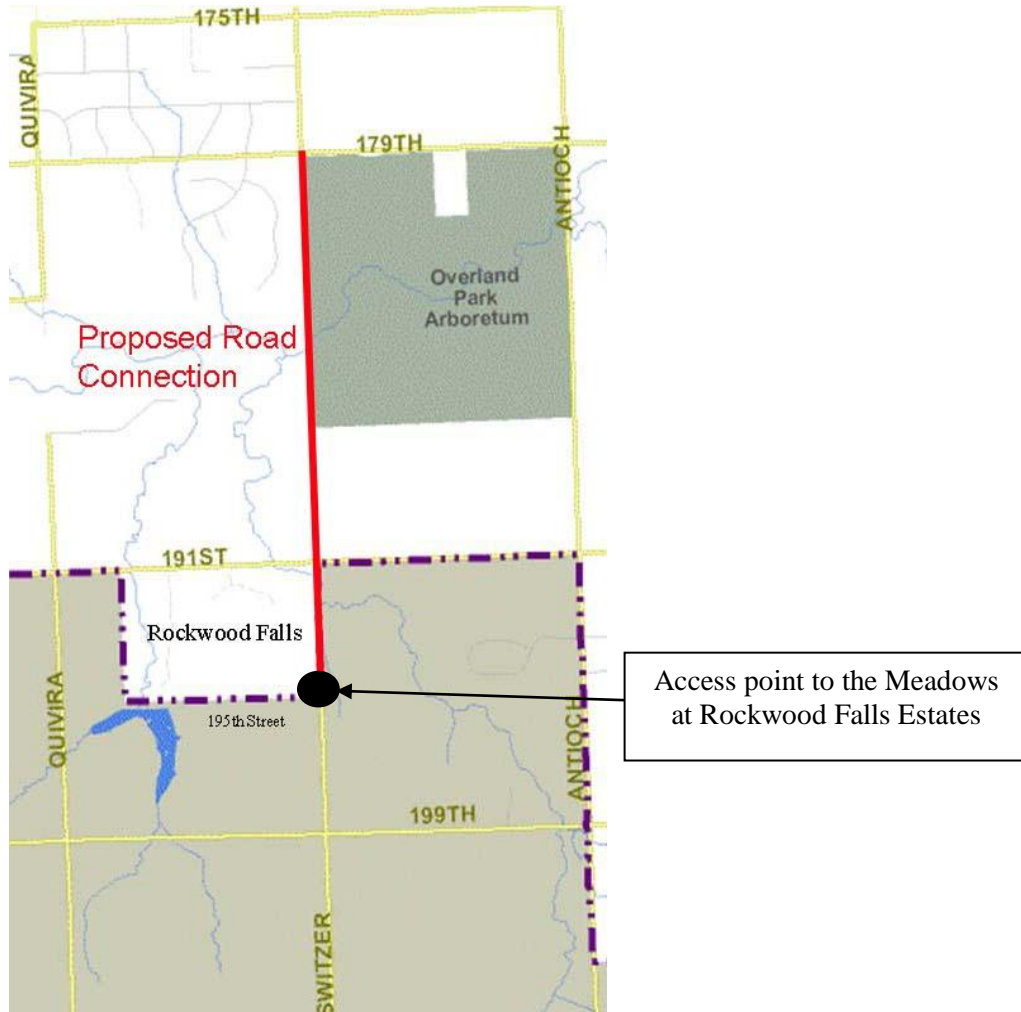 175TH
QUIVIRA
179TH
ANTIOCH
Overland
Park
Arboretum
Proposed Road
Connection
191ST
Rockwood Falls
Access point to the Meadows
at Rockwood Falls Estates
QUIVIRA
195th Street
ANTIOCH
199TH
SWITZER